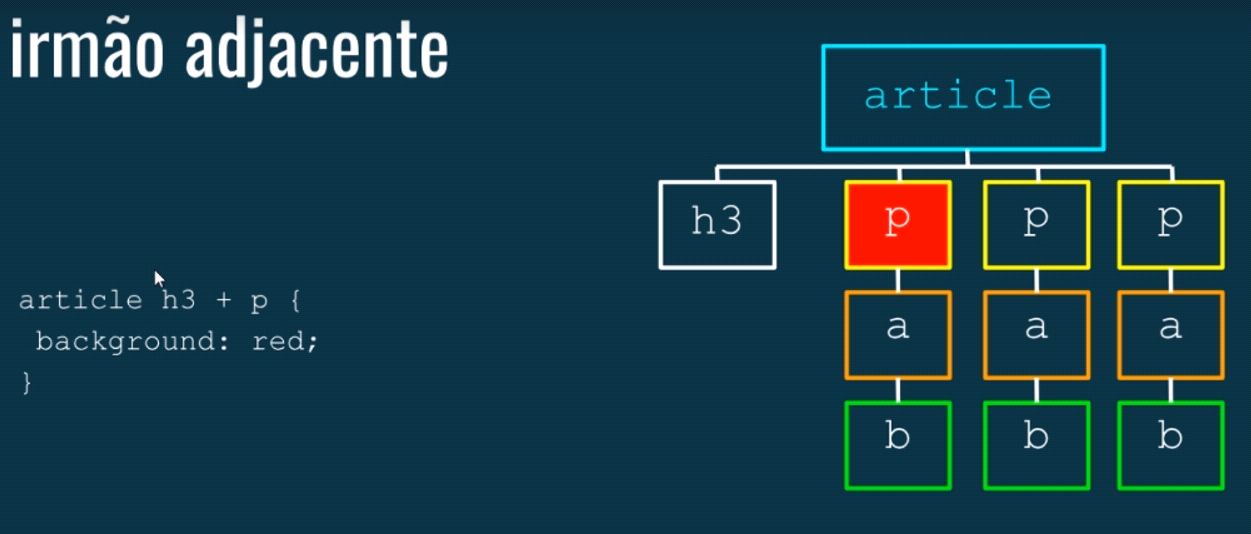 irmão adjacente
article
h3 p p p
article h3 + p {
a a a
background: red;
}
b b b